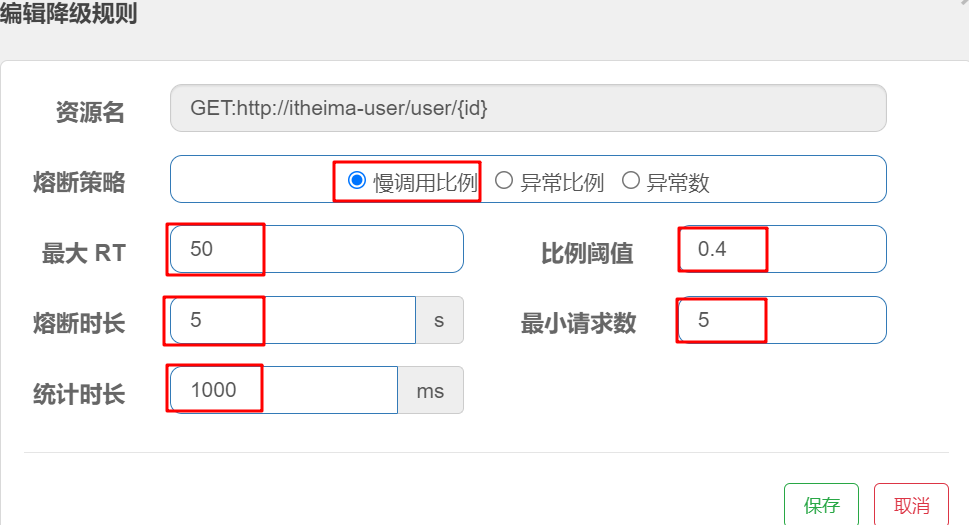 编辑降级规则
资源名 GET:http://itheima-user/user/{id}
熔断策略 慢调用比例 异常比例 异常数
最大 RT 50 比例阈值 0.4
熔断时长 5 s 最小请求数 5
统计时长 1000 ms
保存 取消